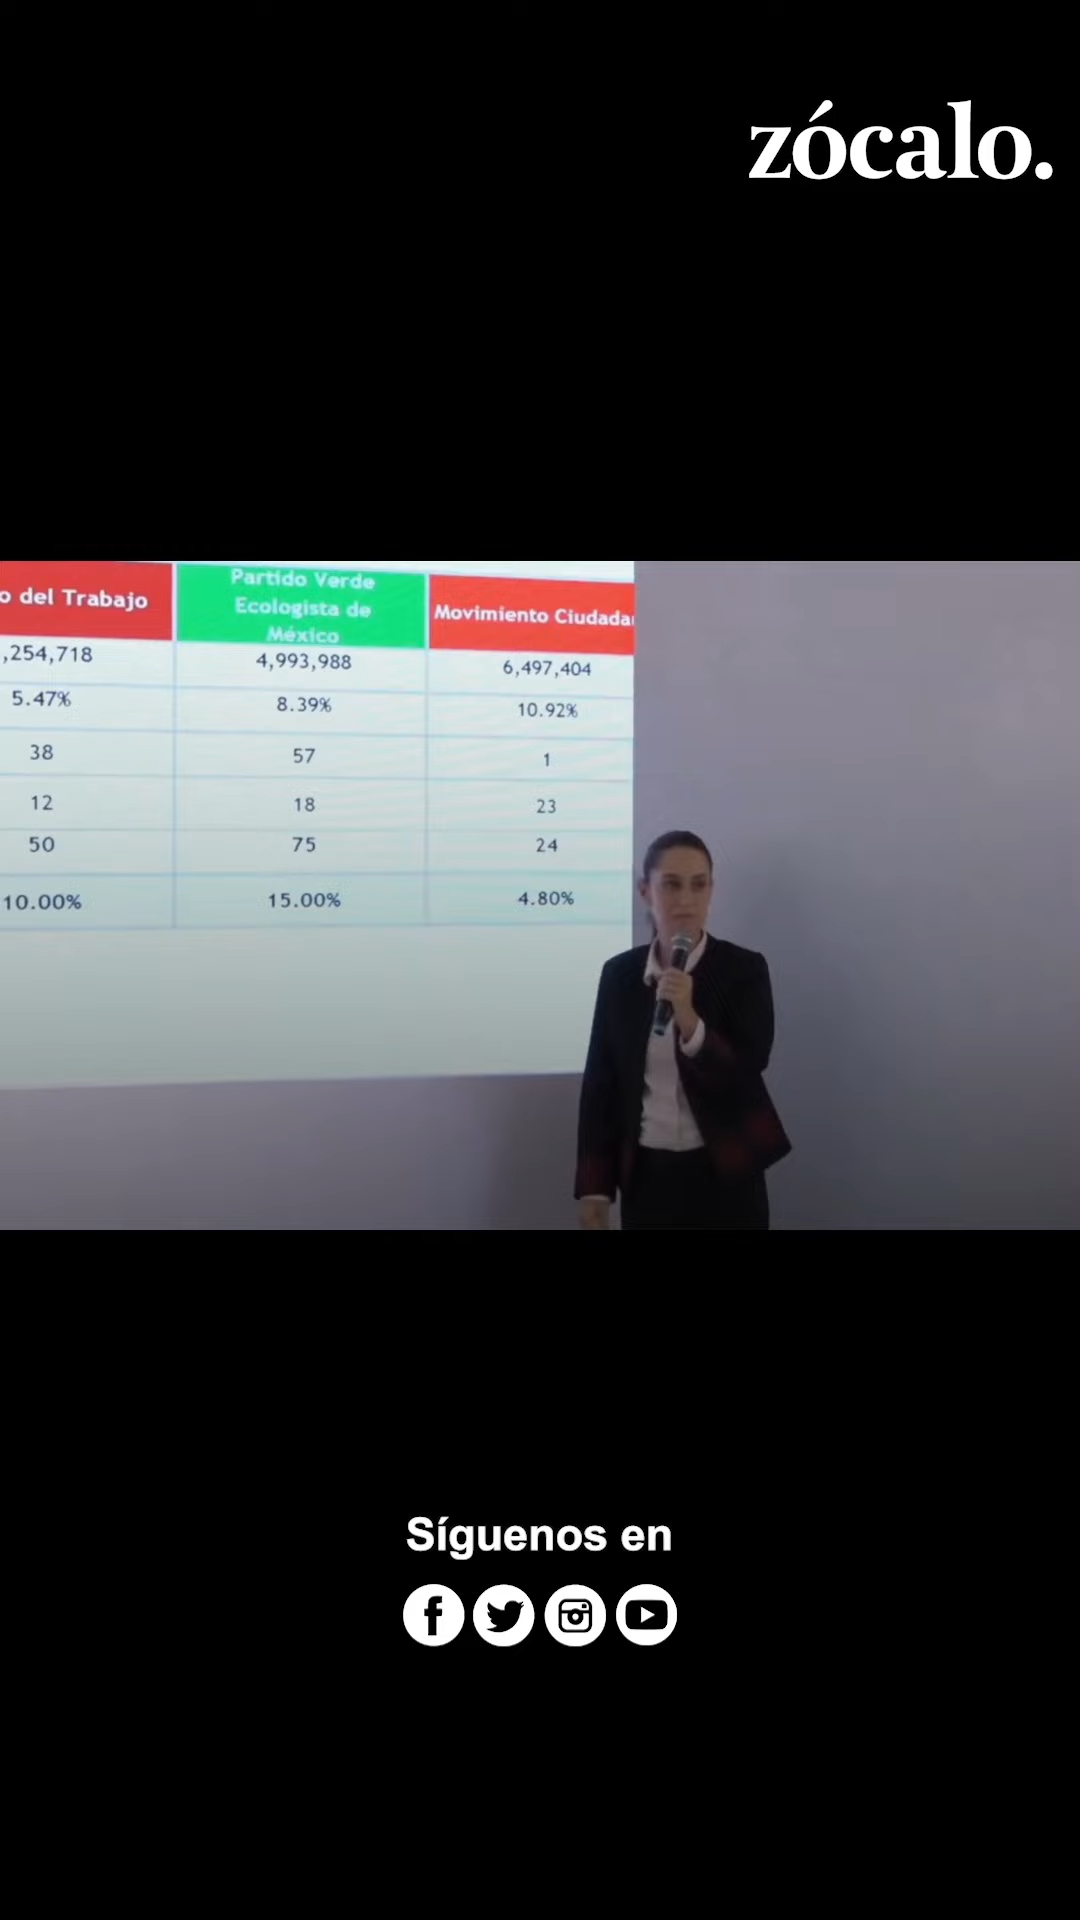 zócalo.
o del Trabajo
Partido Verde
Ecologista de
México
Movimiento Ciudada
,254,718 4,993,988 6,497,404
5.47% 8.39% 10.92%
38 57 1
12 18 23
50 75 24
10.00% 15.00% 4.80%
Síguenos en